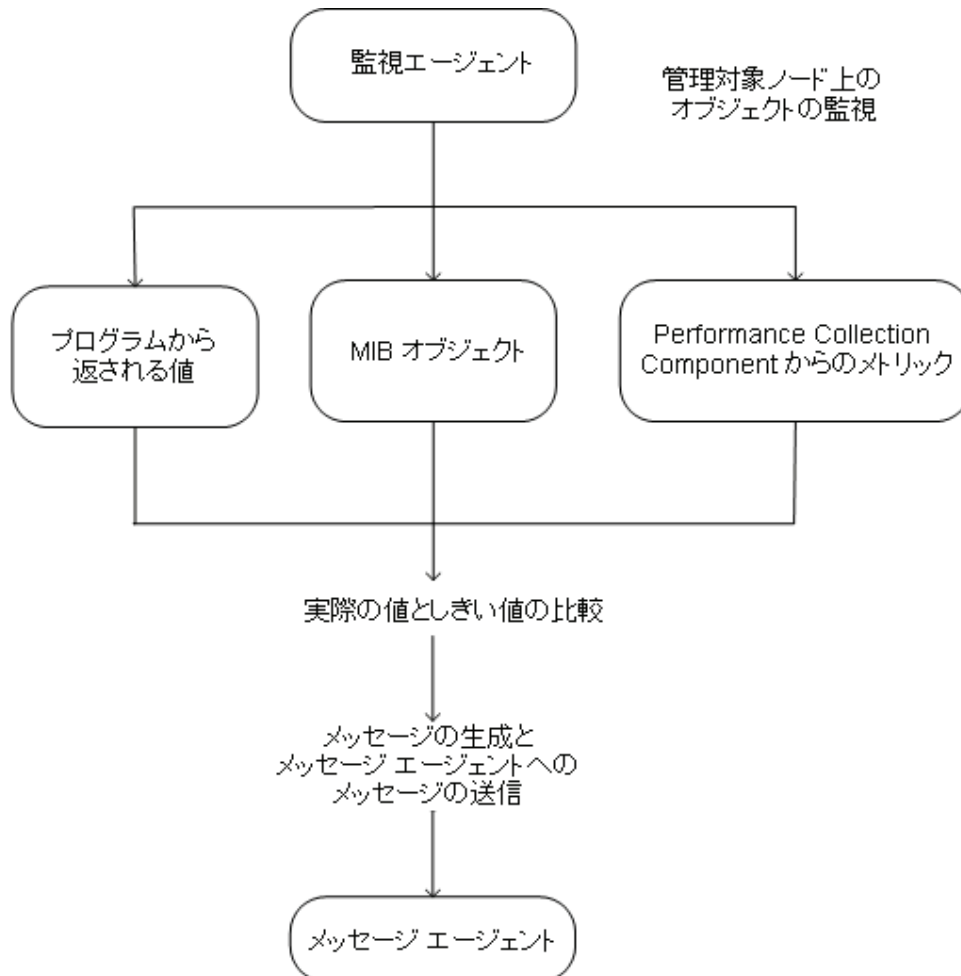 監視エージェント
管理対象ノード上の
オブジェクトの監視
プログラムから
返される値
MIB オブジェクト
Performance Collection
Component からのメトリック
実際の値としきい値の比較
メッセージの生成と
メッセージ エージェントへの
メッセージの送信
メッセージ エージェント